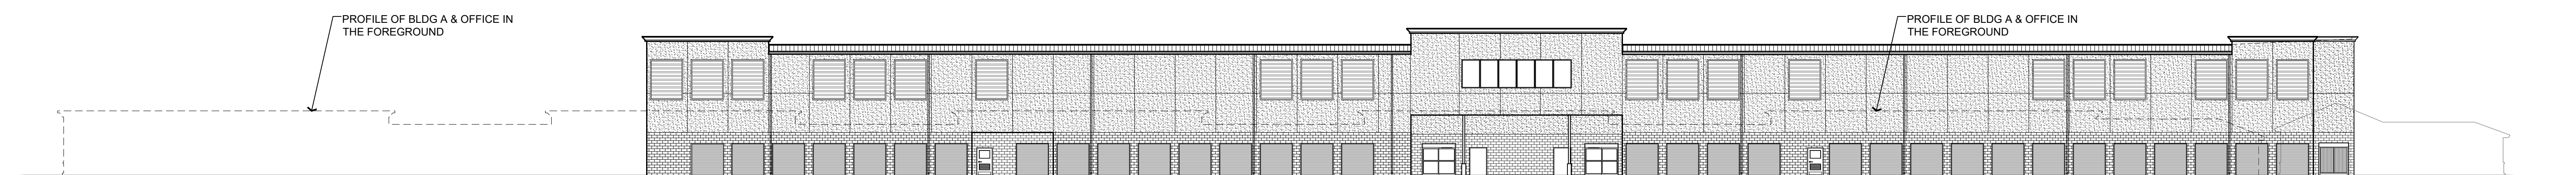 PROFILE OF BLDG A & OFFICE IN
THE FOREGROUND
PROFILE OF BLDG A & OFFICE IN
THE FOREGROUND